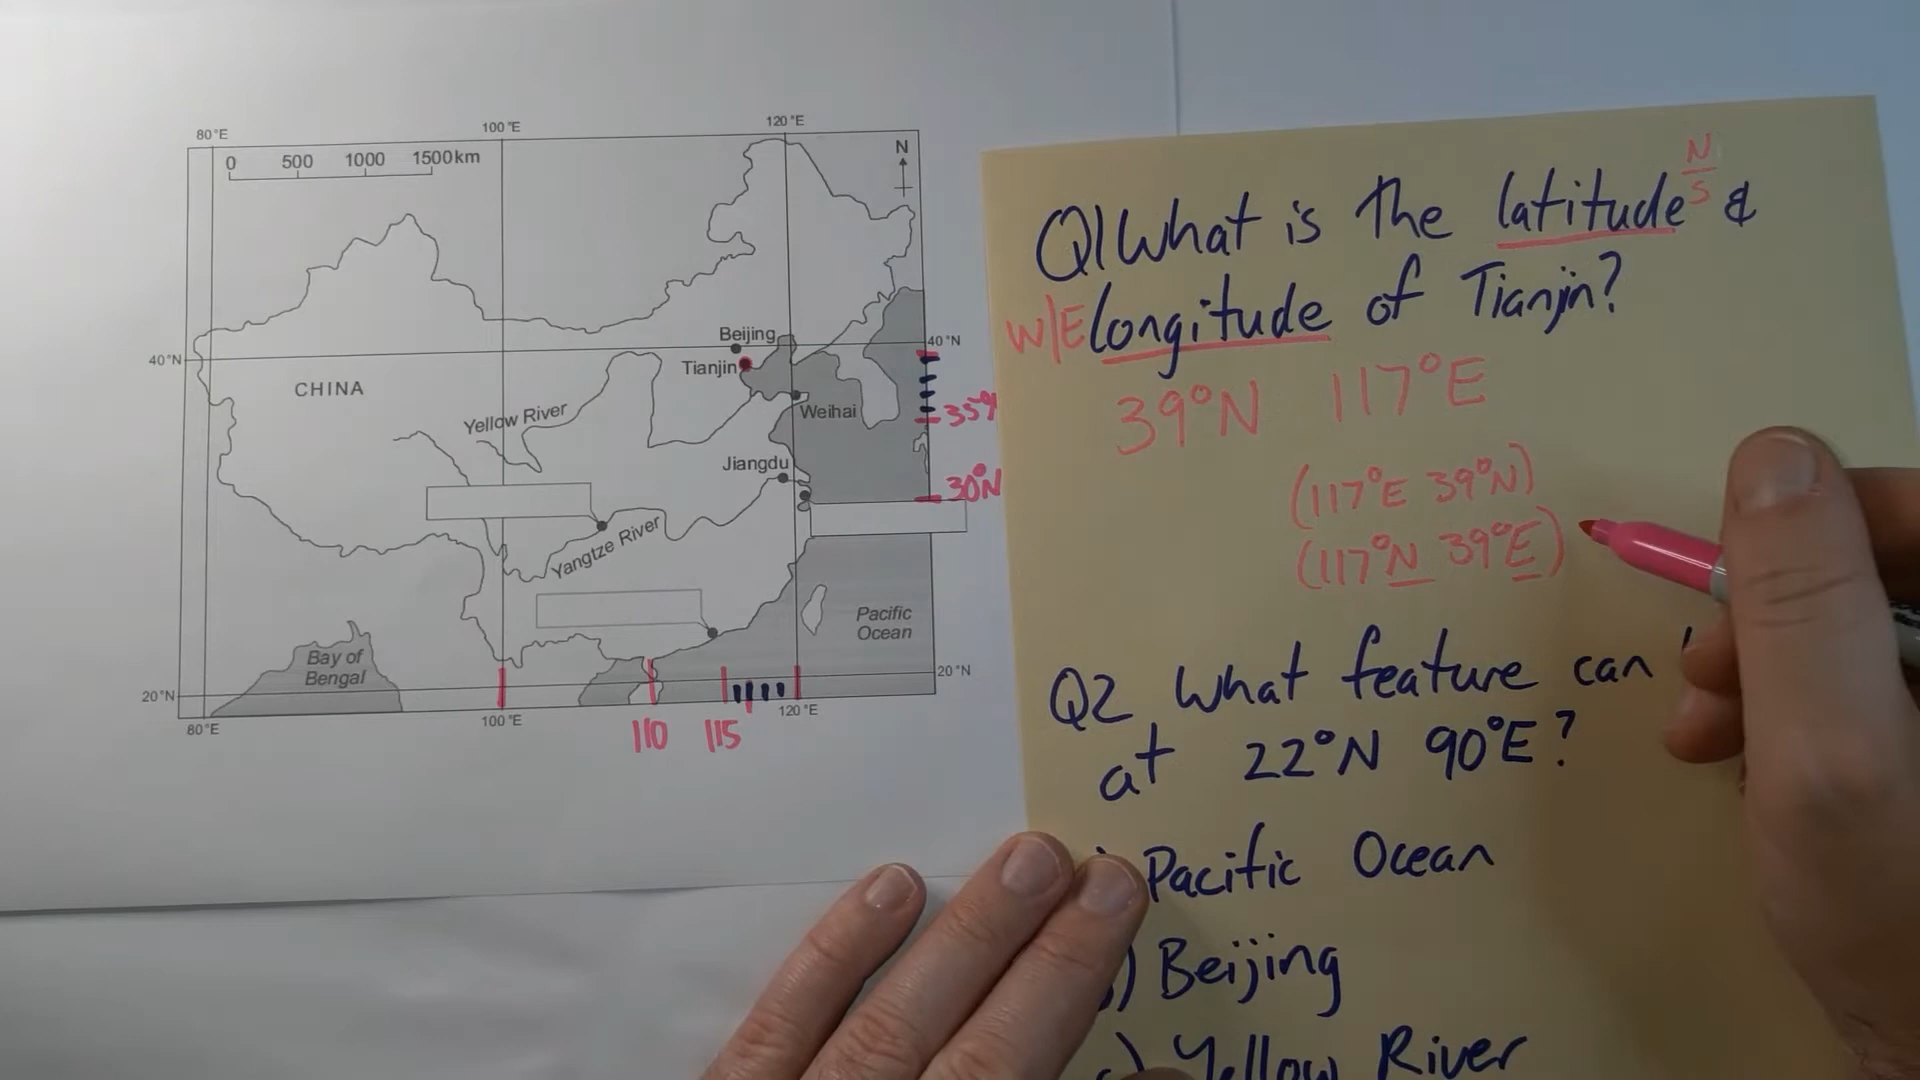 80°E
100°E
120°E
0 500 1000 1500km
N
40°N
40°N
CHINA
Beijing
Tianjin
Weihai
Yellow River
Jiangdu
Yangtze River
Bay of
Bengal
Pacific
Ocean
20°N
20°N
80°E
100°E
120°E
30°N
110 115
N
S
Q1 What is the latitude &
W/E longitude of Tianjin?
39°N 117°E
(117°E 39°N)
(117°N 39°E)
Q2 What feature can
at 22°N 90°E?
Pacific Ocean
) Beijing
) Yellow River